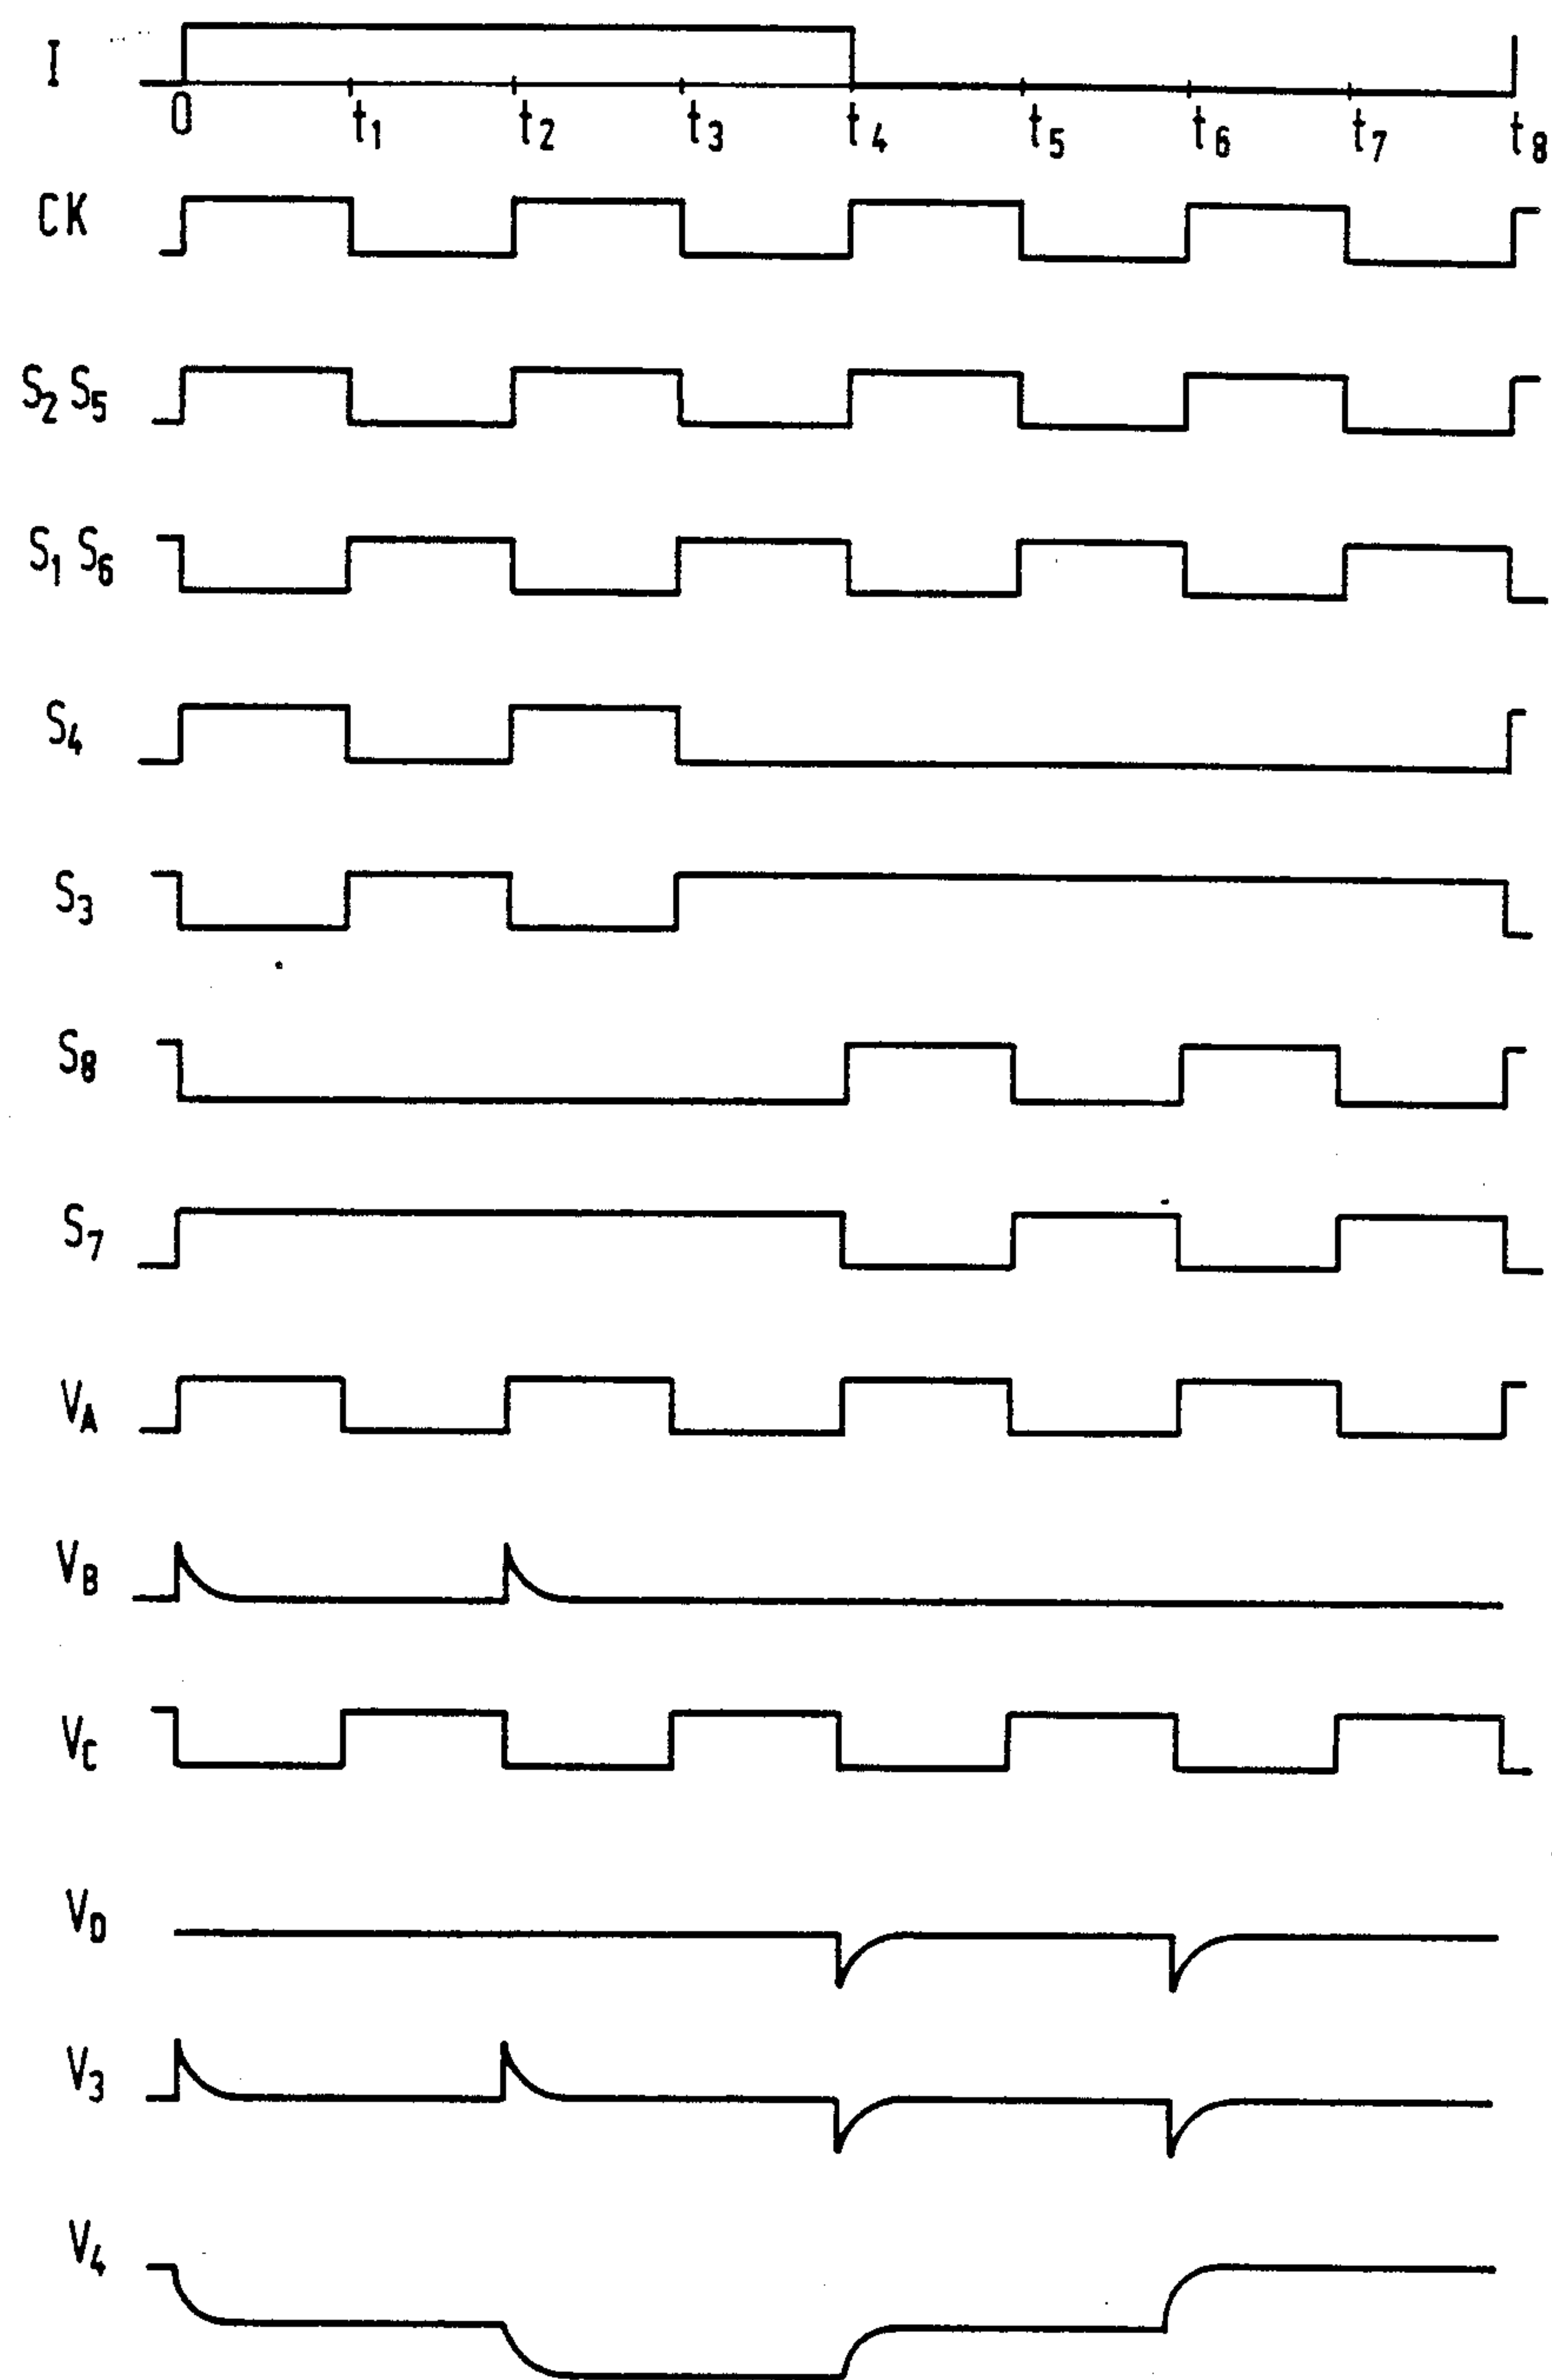 I
0 t1 t2 t3 t4 t5 t6 t7 t8
CK
S2 S5
S1 S6
S4
S3
S8
S7
VA
VB
VC
VD
V3
V4